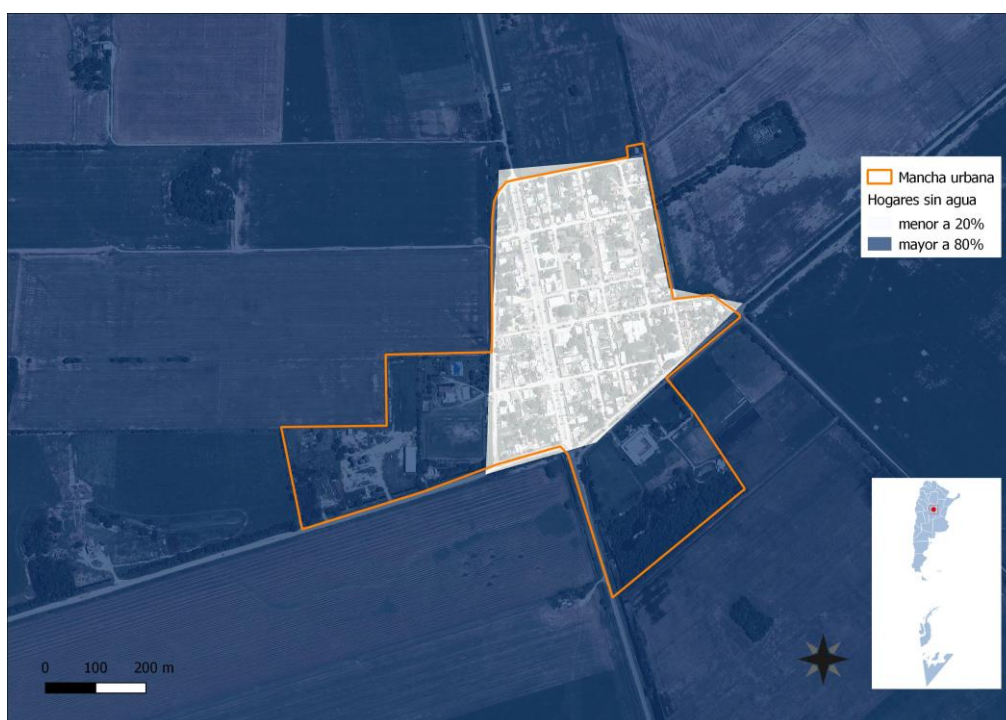 Mancha urbana
Hogares sin agua
menor a 20%
mayor a 80%
0 100 200 m